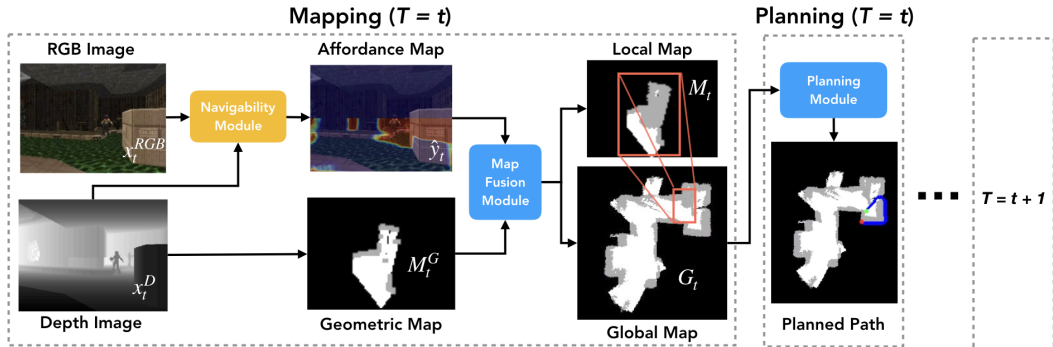 Mapping (T = t)
Planning (T = t)
RGB Image
Affordance Map
Local Map
Navigability
Module
x_t^{RGB}
ŷ_t
M_t
Planning
Module
Map
Fusion
Module
T = t + 1
x_t^D
M_t^G
G_t
Depth Image
Geometric Map
Global Map
Planned Path